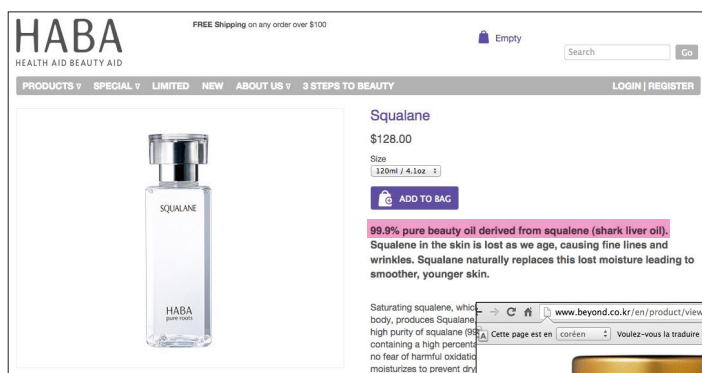 HABA
HEALTH AID BEAUTY AID
FREE Shipping on any order over $100
Empty
Search
Go
PRODUCTS ▽ SPECIAL ▽ LIMITED NEW ABOUT US ▽ 3 STEPS TO BEAUTY LOGIN | REGISTER
SQUALANE
HABA
pure roots
Squalane
$128.00
Size
120ml / 4.1oz
ADD TO BAG
99.9% pure beauty oil derived from squalene (shark liver oil).
Squalene in the skin is lost as we age, causing fine lines and
wrinkles. Squalane naturally replaces this lost moisture leading to
smoother, younger skin.
Saturating squalene, whic
body, produces Squalane
high purity of squalane (99
containing a high percenta
no fear of harmful oxidatio
moisturizes to prevent dry
www.beyond.co.kr/en/product/view
Cette page est en coréen Voulez-vous la traduire